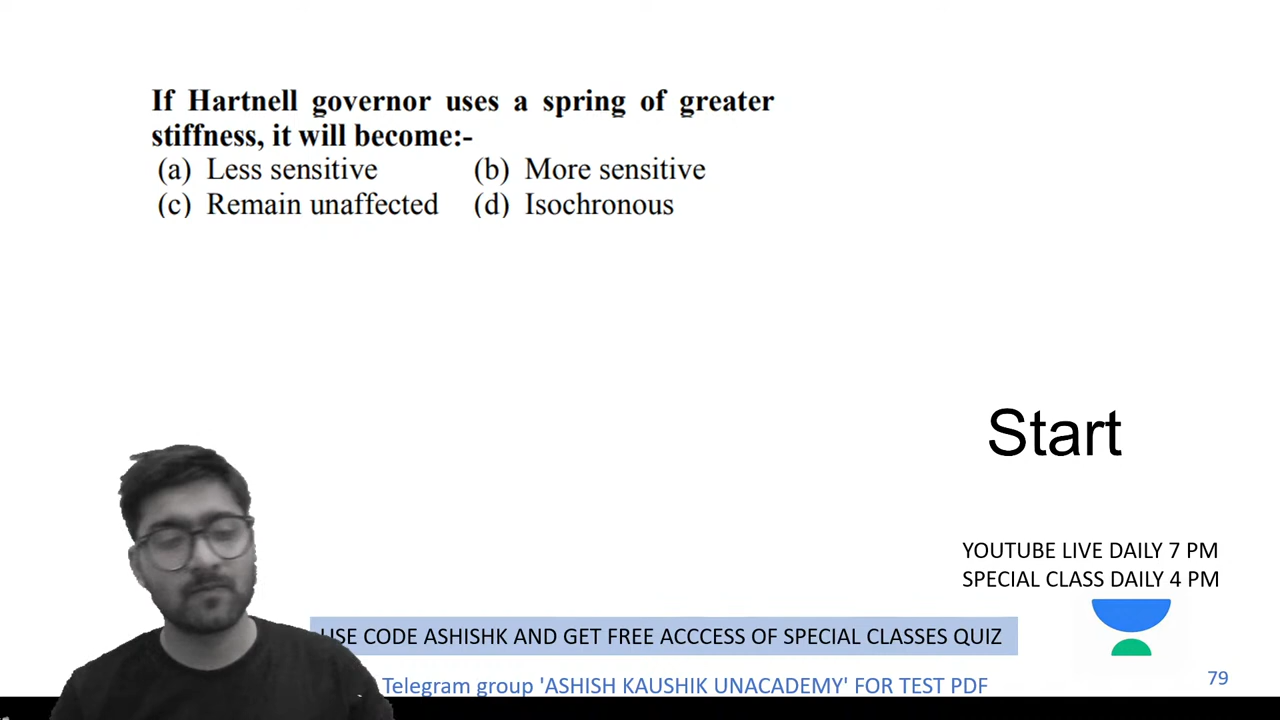 If Hartnell governor uses a spring of greater
stiffness, it will become:-
(a) Less sensitive (b) More sensitive
(c) Remain unaffected (d) Isochronous
Start
YOUTUBE LIVE DAILY 7 PM
SPECIAL CLASS DAILY 4 PM
USE CODE ASHISHK AND GET FREE ACCCESS OF SPECIAL CLASSES QUIZ
Telegram group 'ASHISH KAUSHIK UNACADEMY' FOR TEST PDF
79